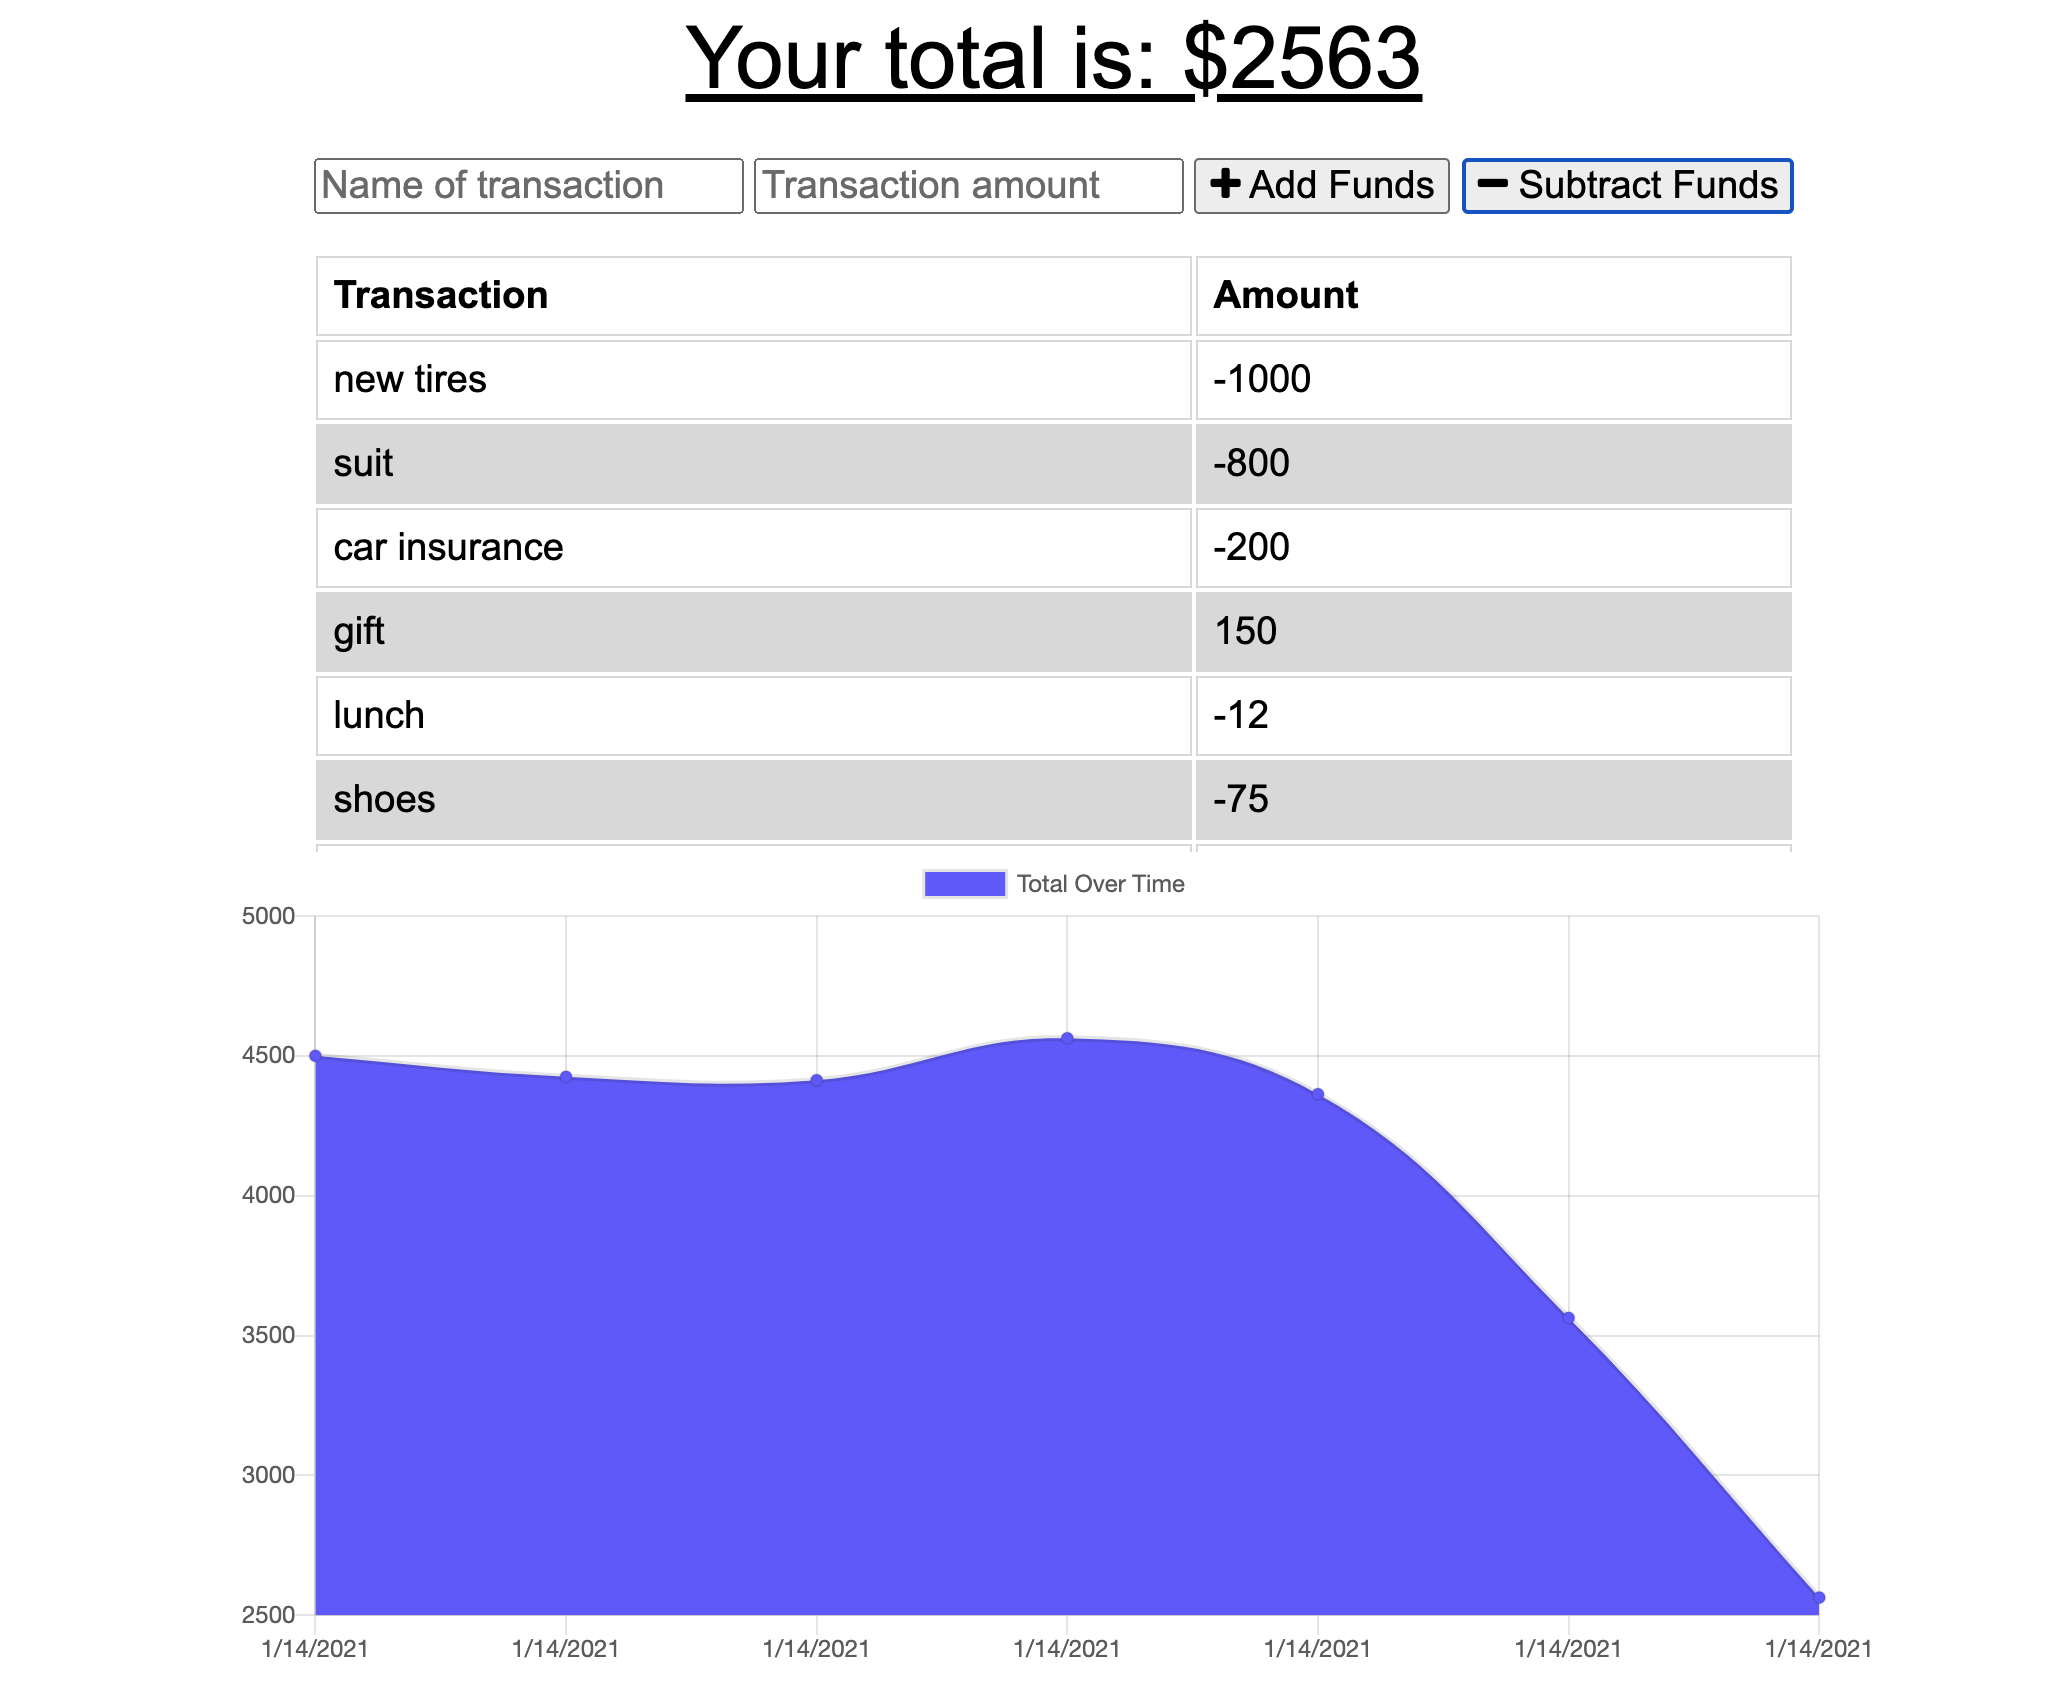 Your total is: $2563
Name of transaction Transaction amount Add Funds Subtract Funds
Transaction Amount
new tires -1000
suit -800
car insurance -200
gift 150
lunch -12
shoes -75
Total Over Time
5000
4500
4000
3500
3000
2500
1/14/2021 1/14/2021 1/14/2021 1/14/2021 1/14/2021 1/14/2021 1/14/2021